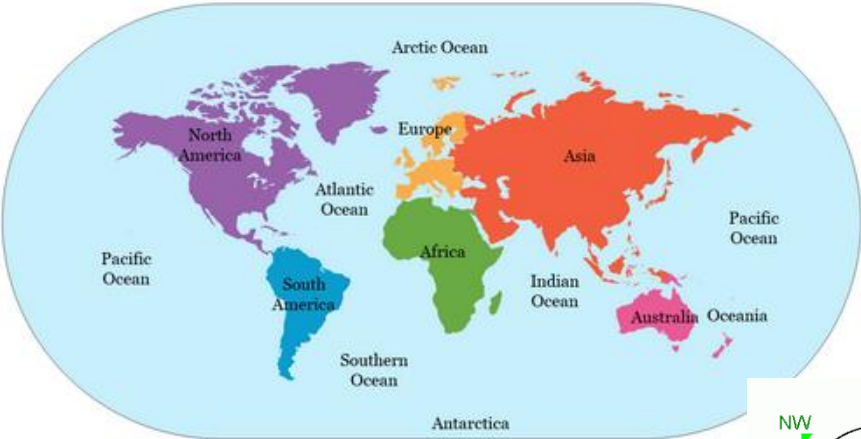 Arctic Ocean
North
America
Europe
Asia
Atlantic
Ocean
Pacific
Ocean
Africa
Pacific
Ocean
South
America
Indian
Ocean
Australia
Oceania
Southern
Ocean
Antarctica
NW